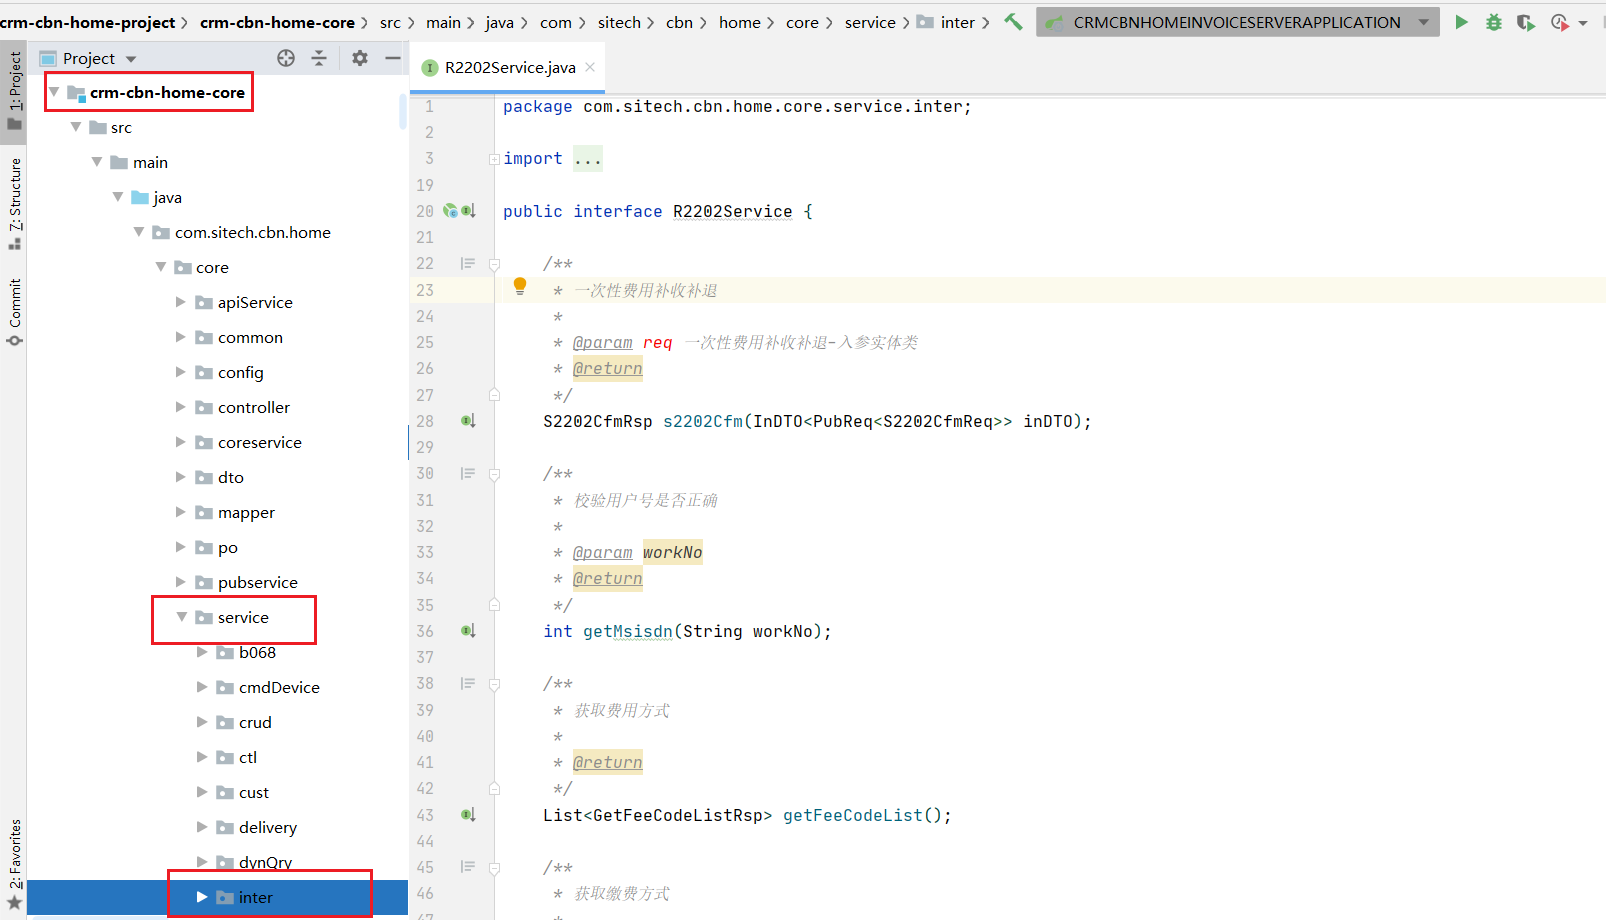 crm-cbn-home-project › crm-cbn-home-core › src › main › java › com › sitech › cbn › home › core › service › inter › CRMCBNHOMEINVOICESERVERAPPLICATION
1: Project
7: Structure
Commit
2: Favorites
Project
crm-cbn-home-core
src
main
java
com.sitech.cbn.home
core
apiService
common
config
controller
coreservice
dto
mapper
po
pubservice
service
b068
cmdDevice
crud
ctl
cust
delivery
dynQry
inter
R2202Service.java
1 package com.sitech.cbn.home.core.service.inter;
2
3 import ...
19
20 public interface R2202Service {
21
22 /**
23 * 一次性费用补收补退
24 *
25 * @param req 一次性费用补收补退-入参实体类
26 * @return
27 */
28 S2202CfmRsp s2202Cfm(InDTO<PubReq<S2202CfmReq>> inDTO);
29
30 /**
31 * 校验用户号是否正确
32 *
33 * @param workNo
34 * @return
35 */
36 int getMsisdn(String workNo);
37
38 /**
39 * 获取费用方式
40 *
41 * @return
42 */
43 List<GetFeeCodeListRsp> getFeeCodeList();
44
45 /**
46 * 获取缴费方式
47 *